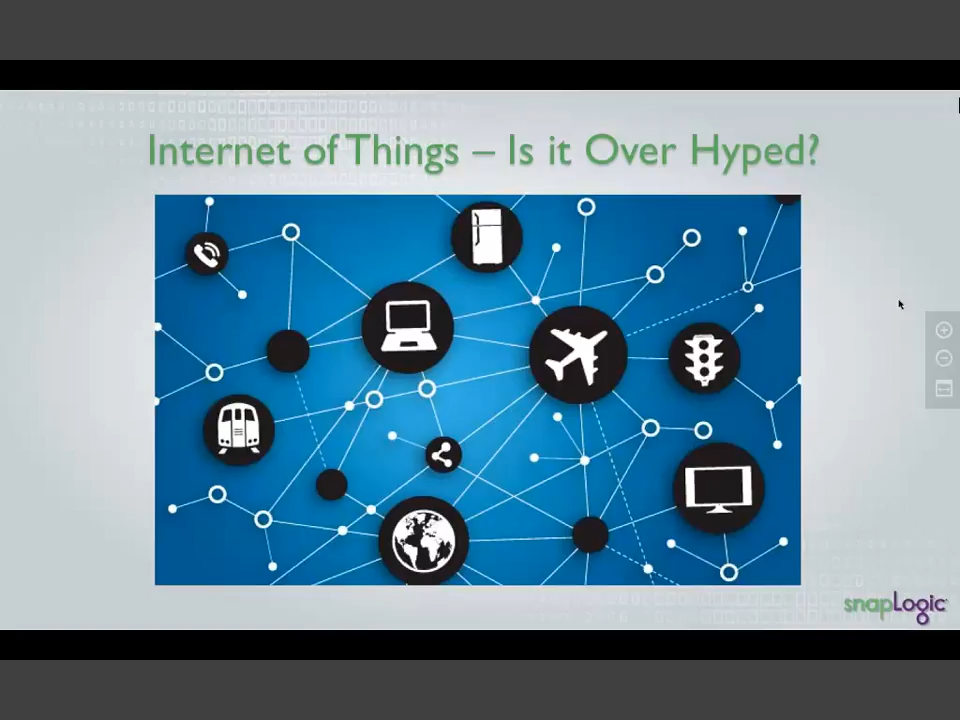 Internet of Things – Is it Over Hyped?
snapLogic